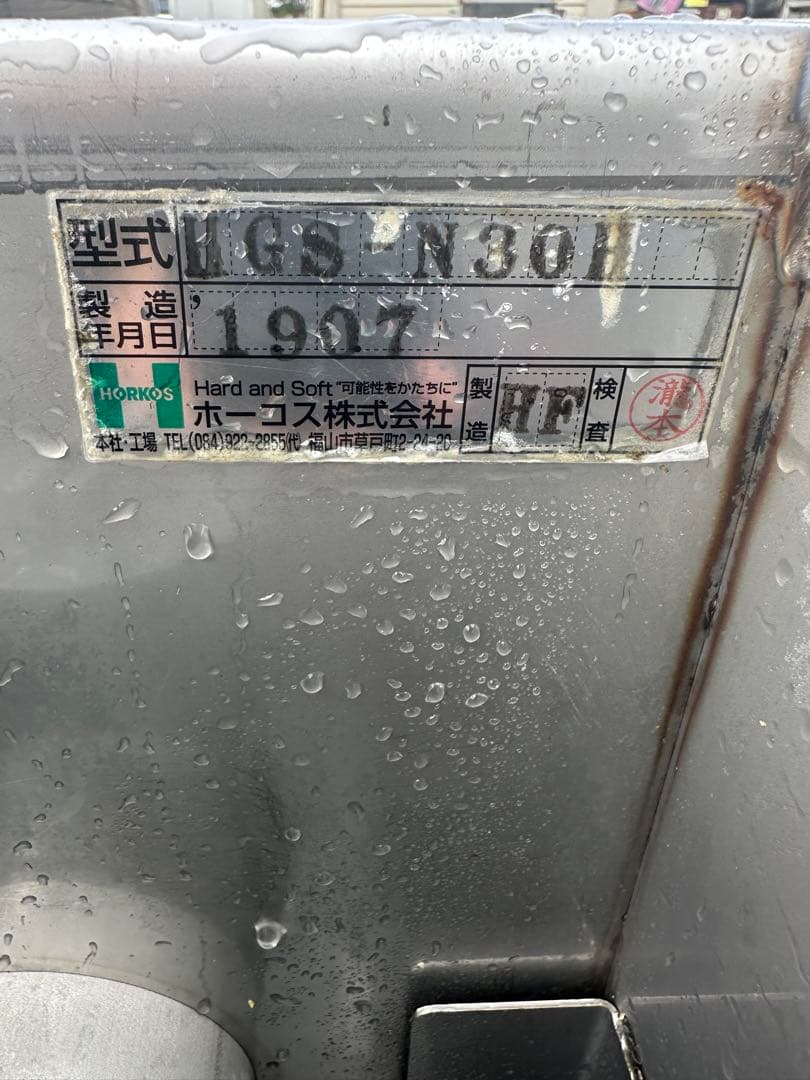 型式 HGS-N30H
製造年月日 '1907
HORKOS
Hard and Soft "可能性をかたちに"
ホーコス株式会社
本社・工場 TEL(084)922-2855代 福山市草戸町2-24-20
製造 HF 検査 瀧本